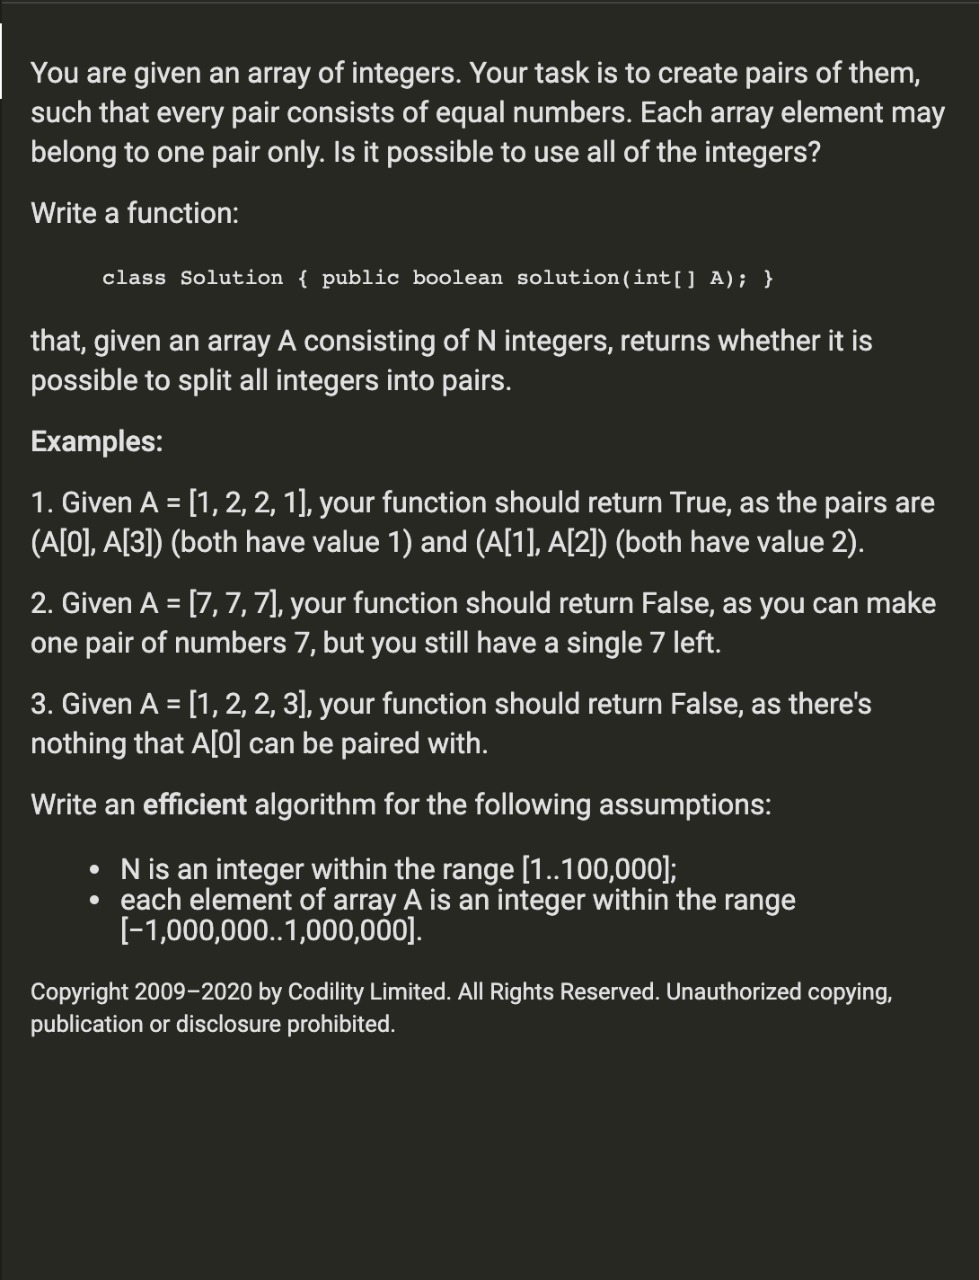 You are given an array of integers. Your task is to create pairs of them,
such that every pair consists of equal numbers. Each array element may
belong to one pair only. Is it possible to use all of the integers?
Write a function:
class Solution { public boolean solution(int[] A); }
that, given an array A consisting of N integers, returns whether it is
possible to split all integers into pairs.
Examples:
1. Given A = [1, 2, 2, 1], your function should return True, as the pairs are
(A[0], A[3]) (both have value 1) and (A[1], A[2]) (both have value 2).
2. Given A = [7, 7, 7], your function should return False, as you can make
one pair of numbers 7, but you still have a single 7 left.
3. Given A = [1, 2, 2, 3], your function should return False, as there's
nothing that A[0] can be paired with.
Write an efficient algorithm for the following assumptions:
• N is an integer within the range [1..100,000];
• each element of array A is an integer within the range
[−1,000,000..1,000,000].
Copyright 2009–2020 by Codility Limited. All Rights Reserved. Unauthorized copying,
publication or disclosure prohibited.